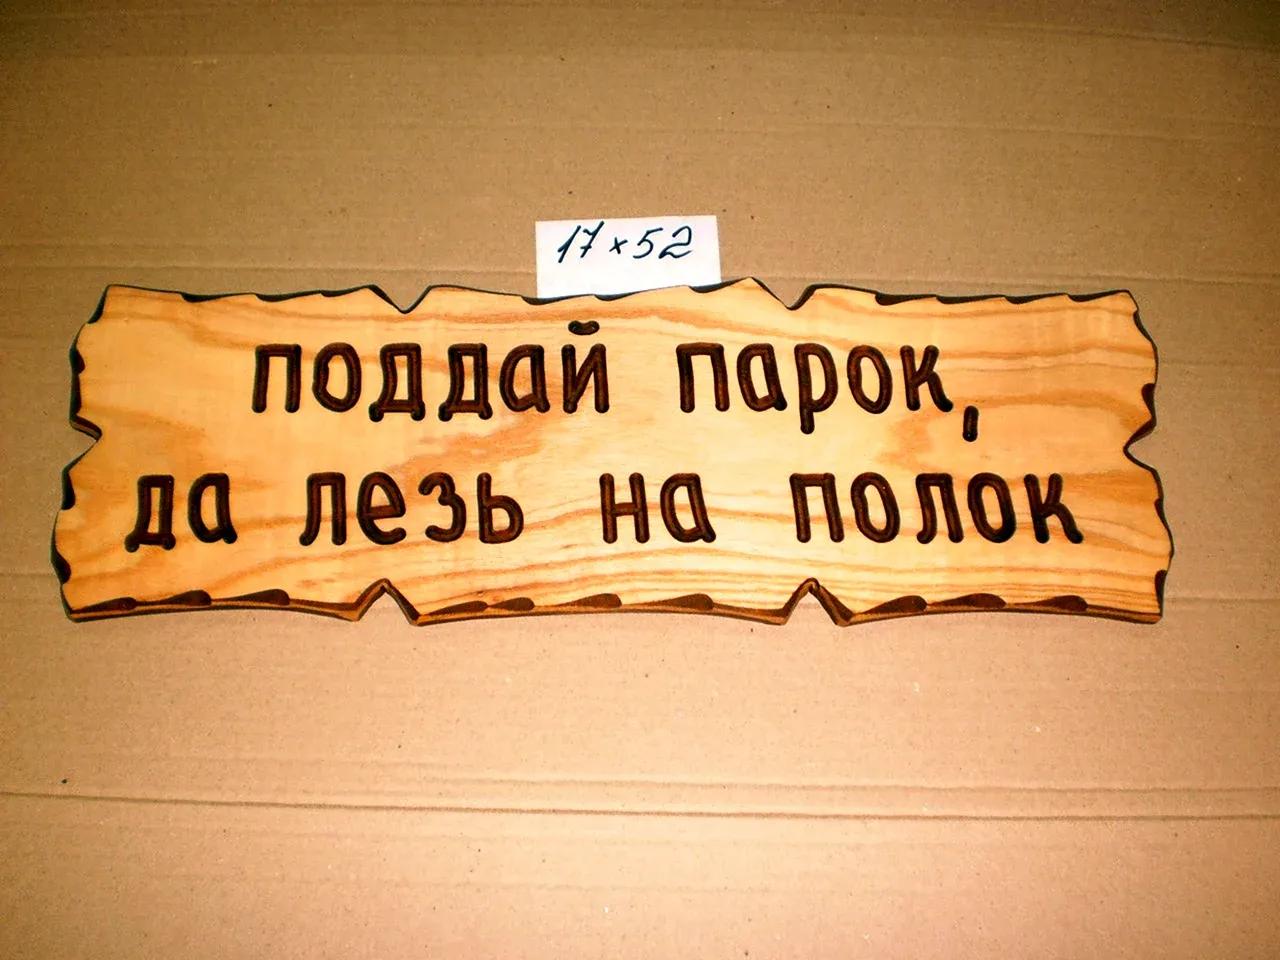 17×52
поддай парок,
да лезь на полок